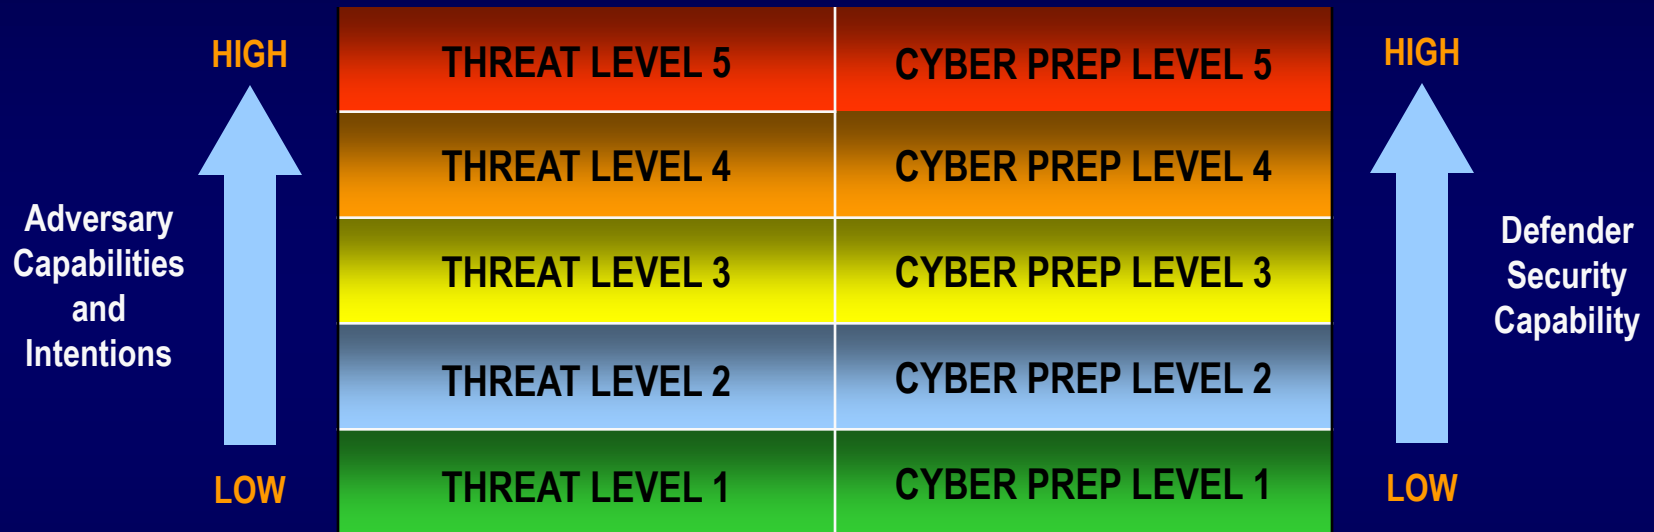 HIGH
THREAT LEVEL 5
CYBER PREP LEVEL 5
HIGH
THREAT LEVEL 4
CYBER PREP LEVEL 4
Adversary
Capabilities
and
Intentions
THREAT LEVEL 3
CYBER PREP LEVEL 3
Defender
Security
Capability
THREAT LEVEL 2
CYBER PREP LEVEL 2
LOW
THREAT LEVEL 1
CYBER PREP LEVEL 1
LOW